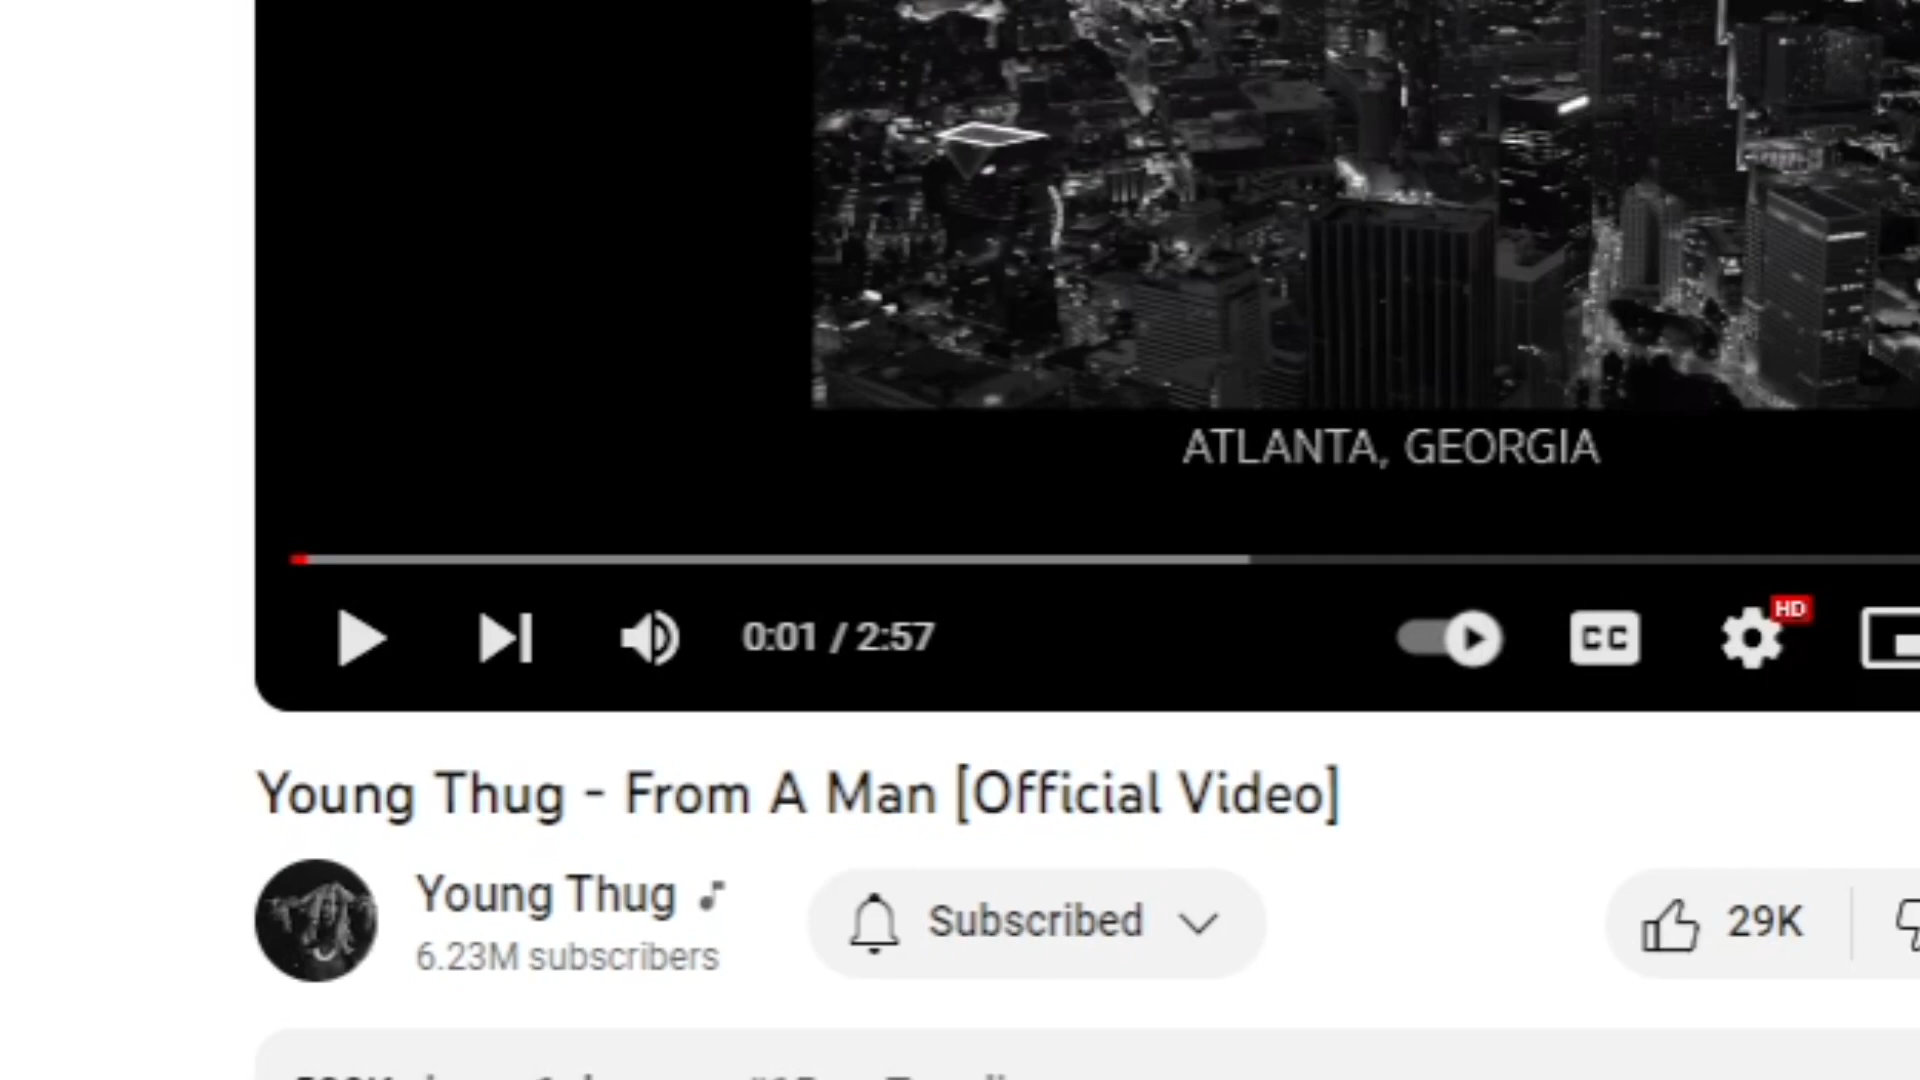 ATLANTA, GEORGIA
0:01 / 2:57
CC
HD
Young Thug - From A Man [Official Video]
Young Thug
6.23M subscribers
Subscribed
29K